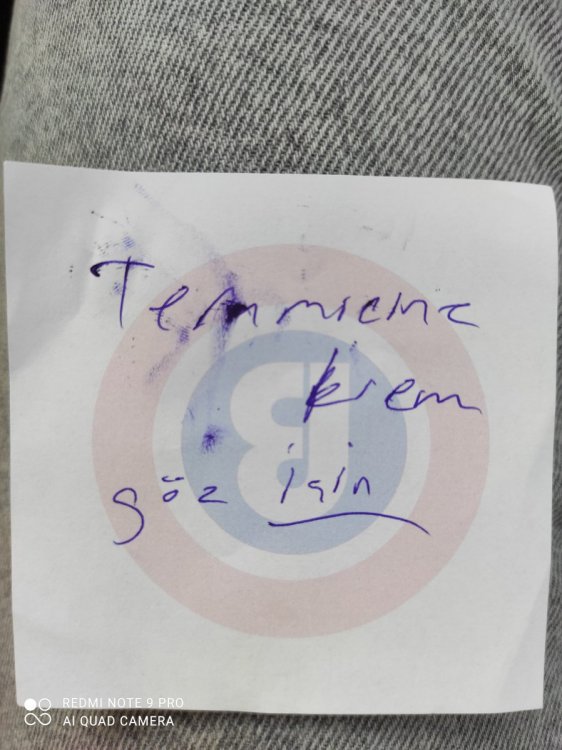 krem
göz için
REDMI NOTE 9 PRO
AI QUAD CAMERA